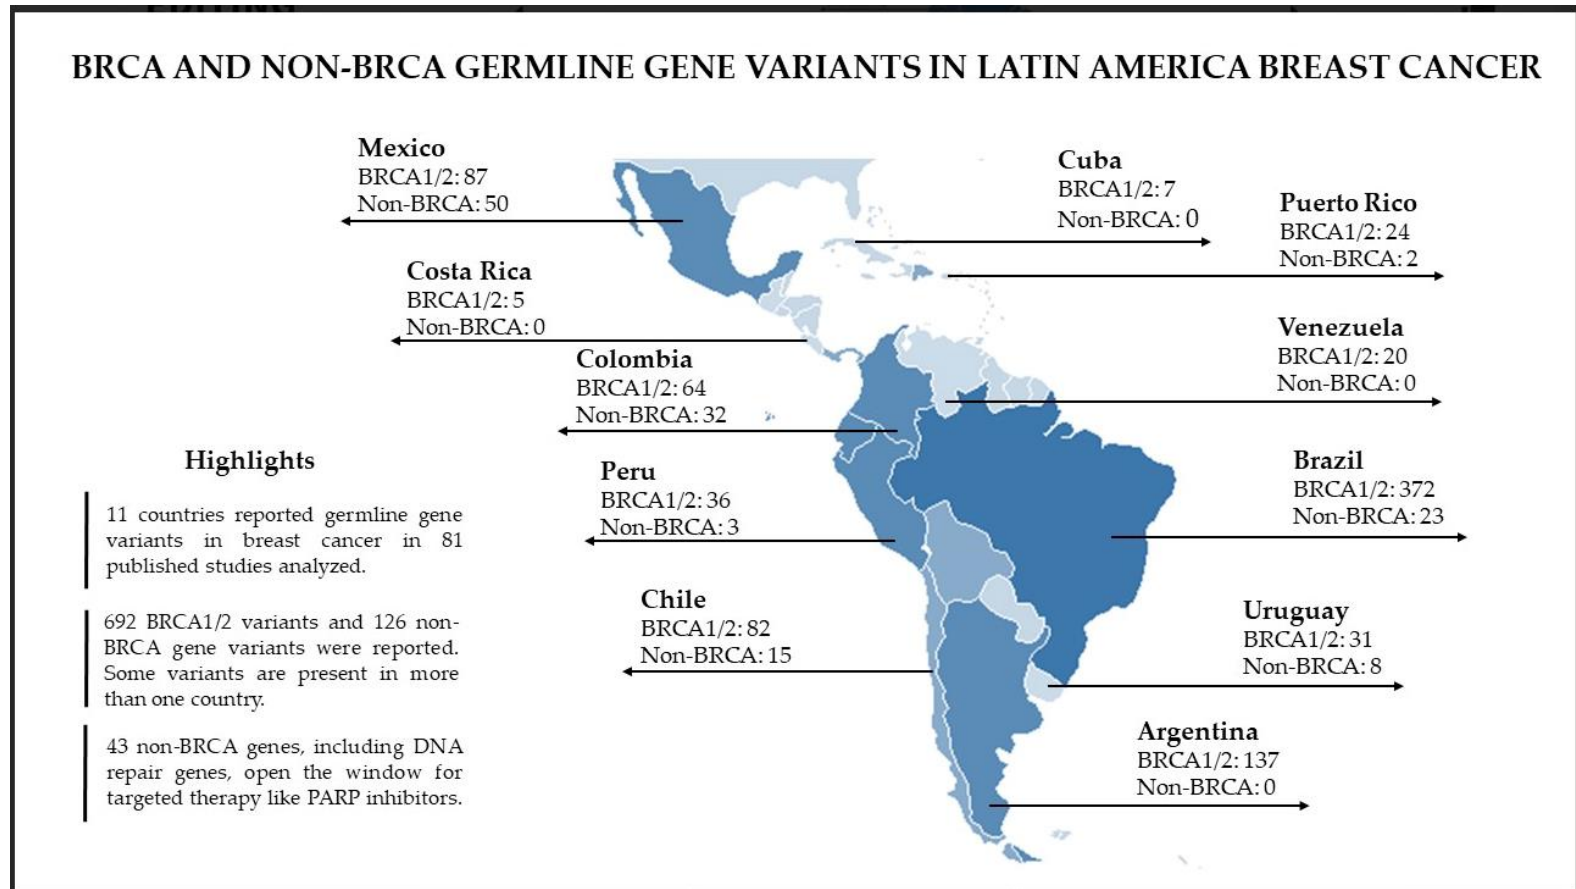 EDITING
BRCA AND NON-BRCA GERMLINE GENE VARIANTS IN LATIN AMERICA BREAST CANCER
Mexico
BRCA1/2: 87
Non-BRCA: 50
Cuba
BRCA1/2: 7
Non-BRCA: 0
Puerto Rico
BRCA1/2: 24
Non-BRCA: 2
Costa Rica
BRCA1/2: 5
Non-BRCA: 0
Venezuela
BRCA1/2: 20
Non-BRCA: 0
Colombia
BRCA1/2: 64
Non-BRCA: 32
Brazil
BRCA1/2: 372
Non-BRCA: 23
Peru
BRCA1/2: 36
Non-BRCA: 3
Chile
BRCA1/2: 82
Non-BRCA: 15
Uruguay
BRCA1/2: 31
Non-BRCA: 8
Argentina
BRCA1/2: 137
Non-BRCA: 0
Highlights
11 countries reported germline gene
variants in breast cancer in 81
published studies analyzed.
692 BRCA1/2 variants and 126 non-
BRCA gene variants were reported.
Some variants are present in more
than one country.
43 non-BRCA genes, including DNA
repair genes, open the window for
targeted therapy like PARP inhibitors.